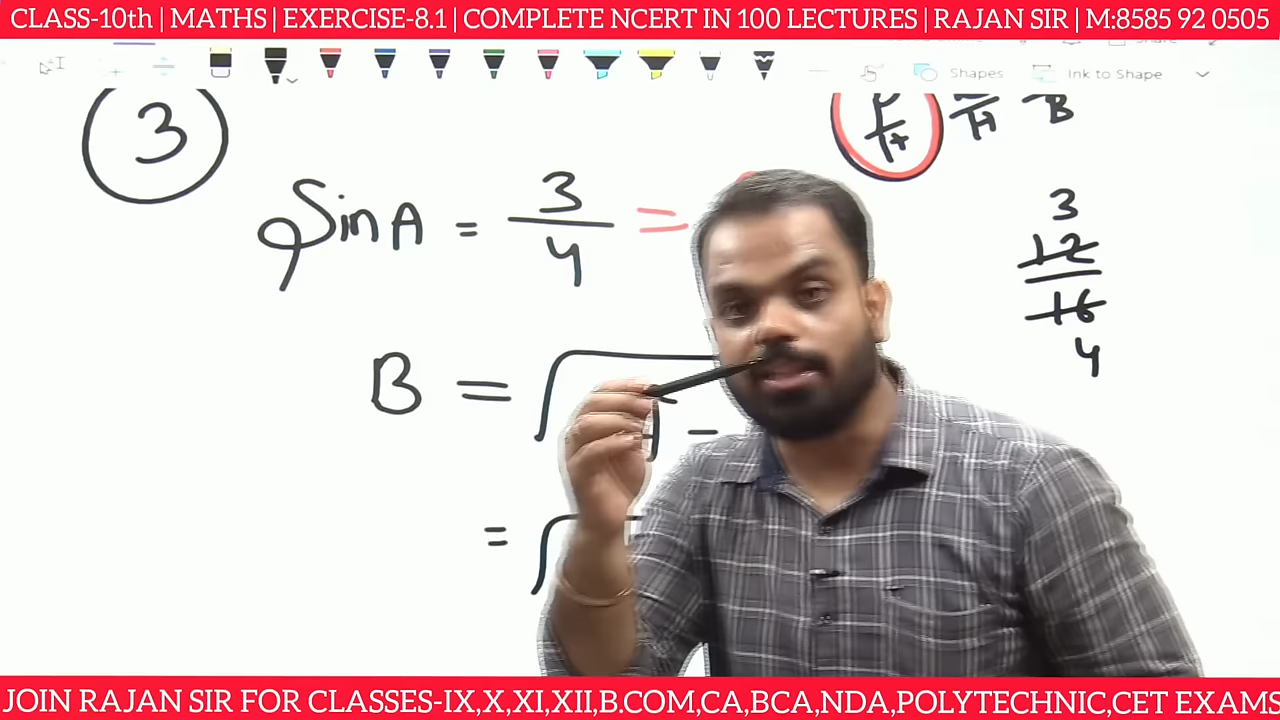 CLASS-10th | MATHS | EXERCISE-8.1 | COMPLETE NCERT IN 100 LECTURES | RAJAN SIR | M:8585 92 0505
Shapes
Ink to Shape
3
P/H B/H P/B
Sin A = 3/4 =
3
12/16
4
B = √
= √
JOIN RAJAN SIR FOR CLASSES-IX,X,XI,XII,B.COM,CA,BCA,NDA,POLYTECHNIC,CET EXAMS